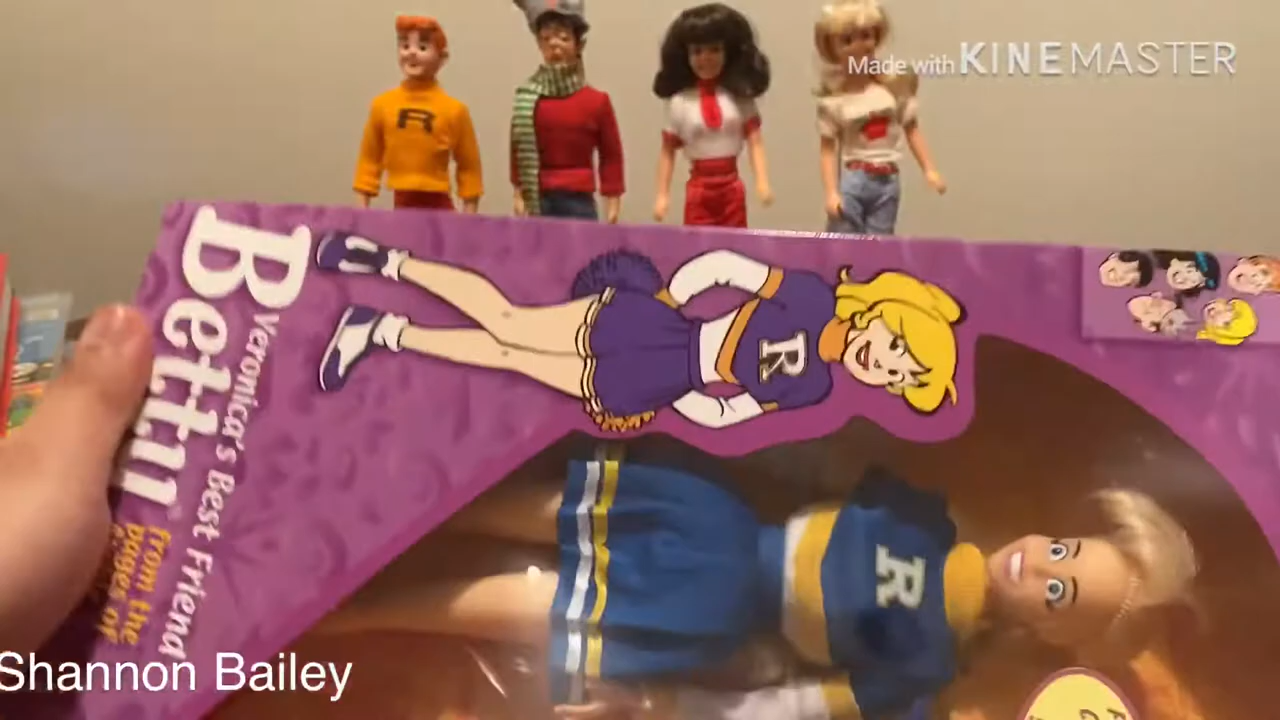 Made with KINEMASTER
R
R
R
Betty
Veronica's Best Friend
from the
pages of
Shannon Bailey